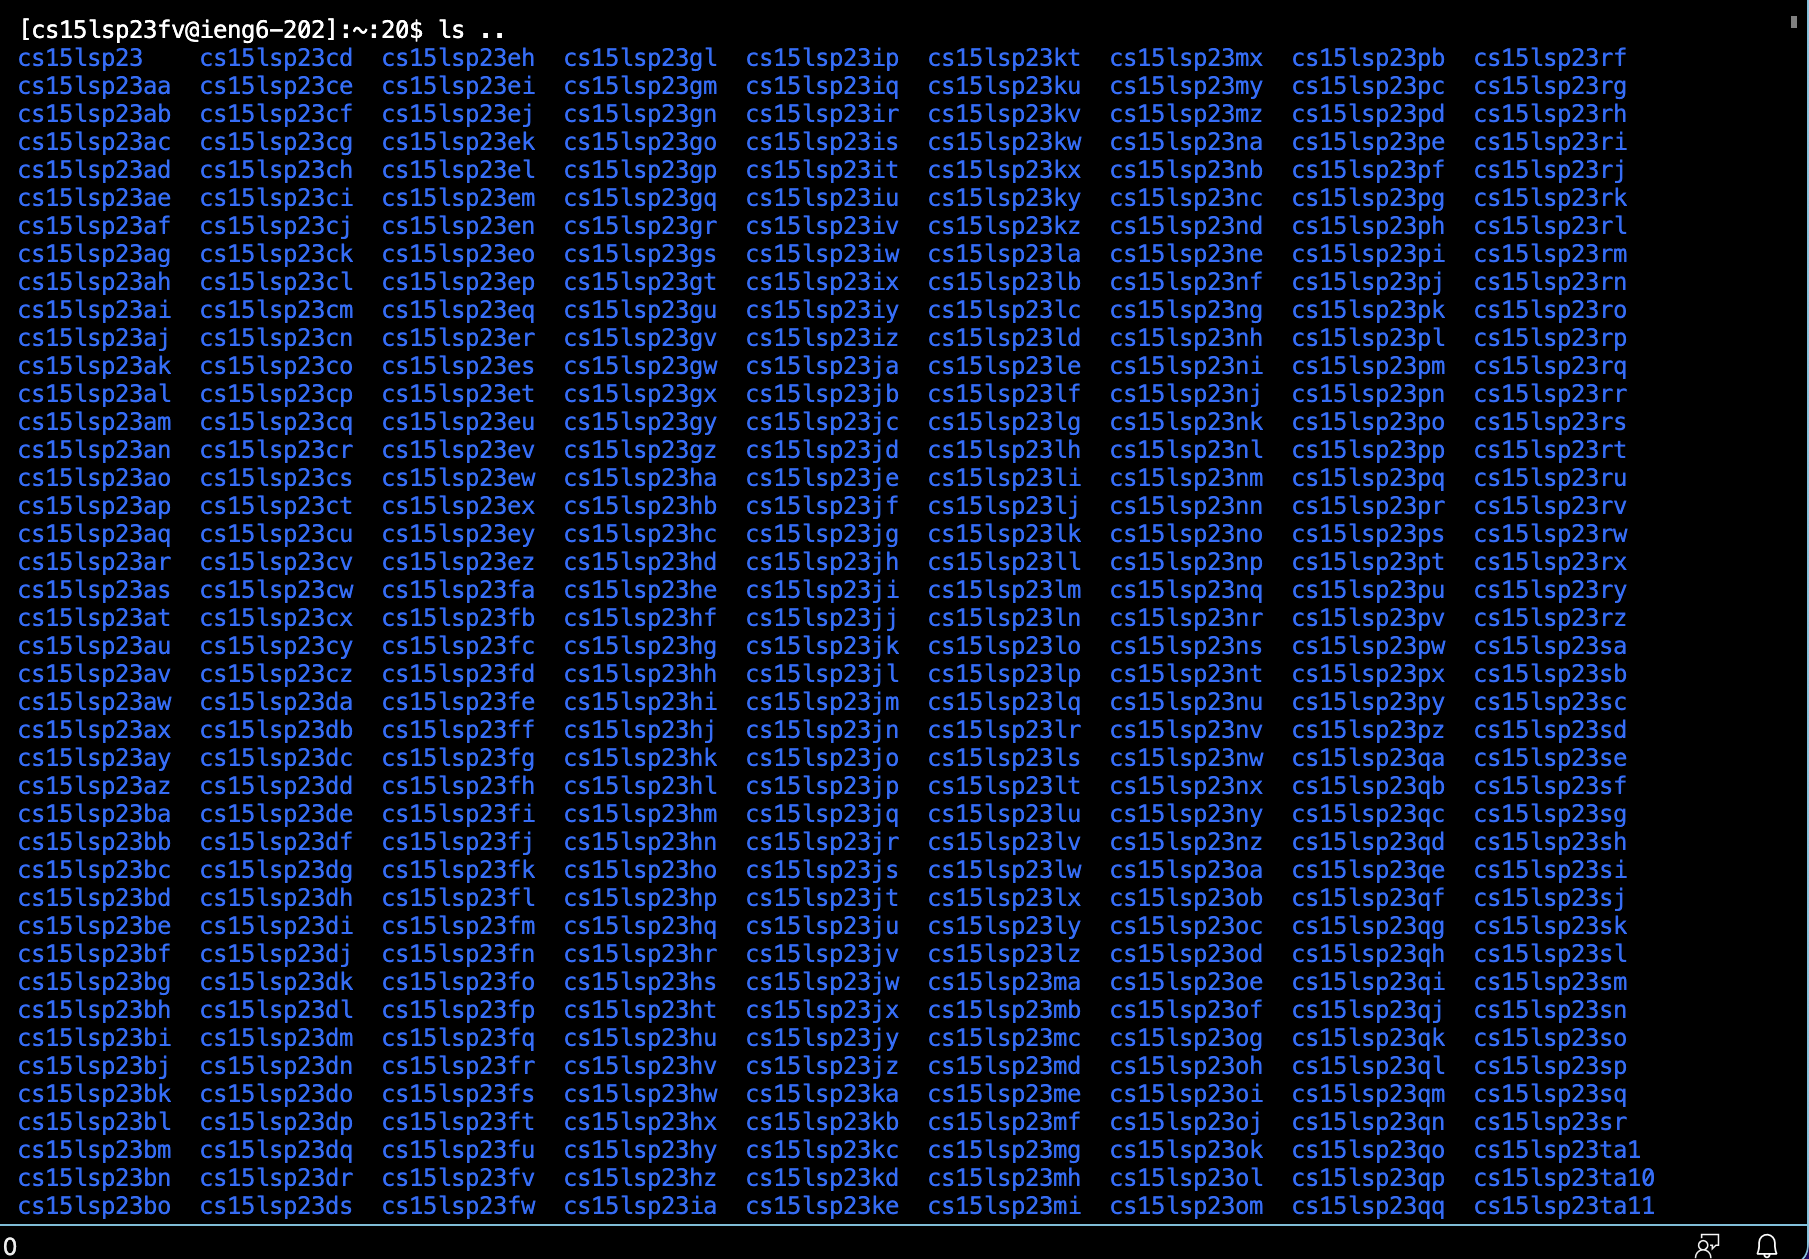 [cs15lsp23fv@ieng6-202]:~:20$ ls ..
cs15lsp23    cs15lsp23cd  cs15lsp23eh  cs15lsp23gl  cs15lsp23ip  cs15lsp23kt  cs15lsp23mx  cs15lsp23pb  cs15lsp23rf
cs15lsp23aa  cs15lsp23ce  cs15lsp23ei  cs15lsp23gm  cs15lsp23iq  cs15lsp23ku  cs15lsp23my  cs15lsp23pc  cs15lsp23rg
cs15lsp23ab  cs15lsp23cf  cs15lsp23ej  cs15lsp23gn  cs15lsp23ir  cs15lsp23kv  cs15lsp23mz  cs15lsp23pd  cs15lsp23rh
cs15lsp23ac  cs15lsp23cg  cs15lsp23ek  cs15lsp23go  cs15lsp23is  cs15lsp23kw  cs15lsp23na  cs15lsp23pe  cs15lsp23ri
cs15lsp23ad  cs15lsp23ch  cs15lsp23el  cs15lsp23gp  cs15lsp23it  cs15lsp23kx  cs15lsp23nb  cs15lsp23pf  cs15lsp23rj
cs15lsp23ae  cs15lsp23ci  cs15lsp23em  cs15lsp23gq  cs15lsp23iu  cs15lsp23ky  cs15lsp23nc  cs15lsp23pg  cs15lsp23rk
cs15lsp23af  cs15lsp23cj  cs15lsp23en  cs15lsp23gr  cs15lsp23iv  cs15lsp23kz  cs15lsp23nd  cs15lsp23ph  cs15lsp23rl
cs15lsp23ag  cs15lsp23ck  cs15lsp23eo  cs15lsp23gs  cs15lsp23iw  cs15lsp23la  cs15lsp23ne  cs15lsp23pi  cs15lsp23rm
cs15lsp23ah  cs15lsp23cl  cs15lsp23ep  cs15lsp23gt  cs15lsp23ix  cs15lsp23lb  cs15lsp23nf  cs15lsp23pj  cs15lsp23rn
cs15lsp23ai  cs15lsp23cm  cs15lsp23eq  cs15lsp23gu  cs15lsp23iy  cs15lsp23lc  cs15lsp23ng  cs15lsp23pk  cs15lsp23ro
cs15lsp23aj  cs15lsp23cn  cs15lsp23er  cs15lsp23gv  cs15lsp23iz  cs15lsp23ld  cs15lsp23nh  cs15lsp23pl  cs15lsp23rp
cs15lsp23ak  cs15lsp23co  cs15lsp23es  cs15lsp23gw  cs15lsp23ja  cs15lsp23le  cs15lsp23ni  cs15lsp23pm  cs15lsp23rq
cs15lsp23al  cs15lsp23cp  cs15lsp23et  cs15lsp23gx  cs15lsp23jb  cs15lsp23lf  cs15lsp23nj  cs15lsp23pn  cs15lsp23rr
cs15lsp23am  cs15lsp23cq  cs15lsp23eu  cs15lsp23gy  cs15lsp23jc  cs15lsp23lg  cs15lsp23nk  cs15lsp23po  cs15lsp23rs
cs15lsp23an  cs15lsp23cr  cs15lsp23ev  cs15lsp23gz  cs15lsp23jd  cs15lsp23lh  cs15lsp23nl  cs15lsp23pp  cs15lsp23rt
cs15lsp23ao  cs15lsp23cs  cs15lsp23ew  cs15lsp23ha  cs15lsp23je  cs15lsp23li  cs15lsp23nm  cs15lsp23pq  cs15lsp23ru
cs15lsp23ap  cs15lsp23ct  cs15lsp23ex  cs15lsp23hb  cs15lsp23jf  cs15lsp23lj  cs15lsp23nn  cs15lsp23pr  cs15lsp23rv
cs15lsp23aq  cs15lsp23cu  cs15lsp23ey  cs15lsp23hc  cs15lsp23jg  cs15lsp23lk  cs15lsp23no  cs15lsp23ps  cs15lsp23rw
cs15lsp23ar  cs15lsp23cv  cs15lsp23ez  cs15lsp23hd  cs15lsp23jh  cs15lsp23ll  cs15lsp23np  cs15lsp23pt  cs15lsp23rx
cs15lsp23as  cs15lsp23cw  cs15lsp23fa  cs15lsp23he  cs15lsp23ji  cs15lsp23lm  cs15lsp23nq  cs15lsp23pu  cs15lsp23ry
cs15lsp23at  cs15lsp23cx  cs15lsp23fb  cs15lsp23hf  cs15lsp23jj  cs15lsp23ln  cs15lsp23nr  cs15lsp23pv  cs15lsp23rz
cs15lsp23au  cs15lsp23cy  cs15lsp23fc  cs15lsp23hg  cs15lsp23jk  cs15lsp23lo  cs15lsp23ns  cs15lsp23pw  cs15lsp23sa
cs15lsp23av  cs15lsp23cz  cs15lsp23fd  cs15lsp23hh  cs15lsp23jl  cs15lsp23lp  cs15lsp23nt  cs15lsp23px  cs15lsp23sb
cs15lsp23aw  cs15lsp23da  cs15lsp23fe  cs15lsp23hi  cs15lsp23jm  cs15lsp23lq  cs15lsp23nu  cs15lsp23py  cs15lsp23sc
cs15lsp23ax  cs15lsp23db  cs15lsp23ff  cs15lsp23hj  cs15lsp23jn  cs15lsp23lr  cs15lsp23nv  cs15lsp23pz  cs15lsp23sd
cs15lsp23ay  cs15lsp23dc  cs15lsp23fg  cs15lsp23hk  cs15lsp23jo  cs15lsp23ls  cs15lsp23nw  cs15lsp23qa  cs15lsp23se
cs15lsp23az  cs15lsp23dd  cs15lsp23fh  cs15lsp23hl  cs15lsp23jp  cs15lsp23lt  cs15lsp23nx  cs15lsp23qb  cs15lsp23sf
cs15lsp23ba  cs15lsp23de  cs15lsp23fi  cs15lsp23hm  cs15lsp23jq  cs15lsp23lu  cs15lsp23ny  cs15lsp23qc  cs15lsp23sg
cs15lsp23bb  cs15lsp23df  cs15lsp23fj  cs15lsp23hn  cs15lsp23jr  cs15lsp23lv  cs15lsp23nz  cs15lsp23qd  cs15lsp23sh
cs15lsp23bc  cs15lsp23dg  cs15lsp23fk  cs15lsp23ho  cs15lsp23js  cs15lsp23lw  cs15lsp23oa  cs15lsp23qe  cs15lsp23si
cs15lsp23bd  cs15lsp23dh  cs15lsp23fl  cs15lsp23hp  cs15lsp23jt  cs15lsp23lx  cs15lsp23ob  cs15lsp23qf  cs15lsp23sj
cs15lsp23be  cs15lsp23di  cs15lsp23fm  cs15lsp23hq  cs15lsp23ju  cs15lsp23ly  cs15lsp23oc  cs15lsp23qg  cs15lsp23sk
cs15lsp23bf  cs15lsp23dj  cs15lsp23fn  cs15lsp23hr  cs15lsp23jv  cs15lsp23lz  cs15lsp23od  cs15lsp23qh  cs15lsp23sl
cs15lsp23bg  cs15lsp23dk  cs15lsp23fo  cs15lsp23hs  cs15lsp23jw  cs15lsp23ma  cs15lsp23oe  cs15lsp23qi  cs15lsp23sm
cs15lsp23bh  cs15lsp23dl  cs15lsp23fp  cs15lsp23ht  cs15lsp23jx  cs15lsp23mb  cs15lsp23of  cs15lsp23qj  cs15lsp23sn
cs15lsp23bi  cs15lsp23dm  cs15lsp23fq  cs15lsp23hu  cs15lsp23jy  cs15lsp23mc  cs15lsp23og  cs15lsp23qk  cs15lsp23so
cs15lsp23bj  cs15lsp23dn  cs15lsp23fr  cs15lsp23hv  cs15lsp23jz  cs15lsp23md  cs15lsp23oh  cs15lsp23ql  cs15lsp23sp
cs15lsp23bk  cs15lsp23do  cs15lsp23fs  cs15lsp23hw  cs15lsp23ka  cs15lsp23me  cs15lsp23oi  cs15lsp23qm  cs15lsp23sq
cs15lsp23bl  cs15lsp23dp  cs15lsp23ft  cs15lsp23hx  cs15lsp23kb  cs15lsp23mf  cs15lsp23oj  cs15lsp23qn  cs15lsp23sr
cs15lsp23bm  cs15lsp23dq  cs15lsp23fu  cs15lsp23hy  cs15lsp23kc  cs15lsp23mg  cs15lsp23ok  cs15lsp23qo  cs15lsp23ta1
cs15lsp23bn  cs15lsp23dr  cs15lsp23fv  cs15lsp23hz  cs15lsp23kd  cs15lsp23mh  cs15lsp23ol  cs15lsp23qp  cs15lsp23ta10
cs15lsp23bo  cs15lsp23ds  cs15lsp23fw  cs15lsp23ia  cs15lsp23ke  cs15lsp23mi  cs15lsp23om  cs15lsp23qq  cs15lsp23ta11
0